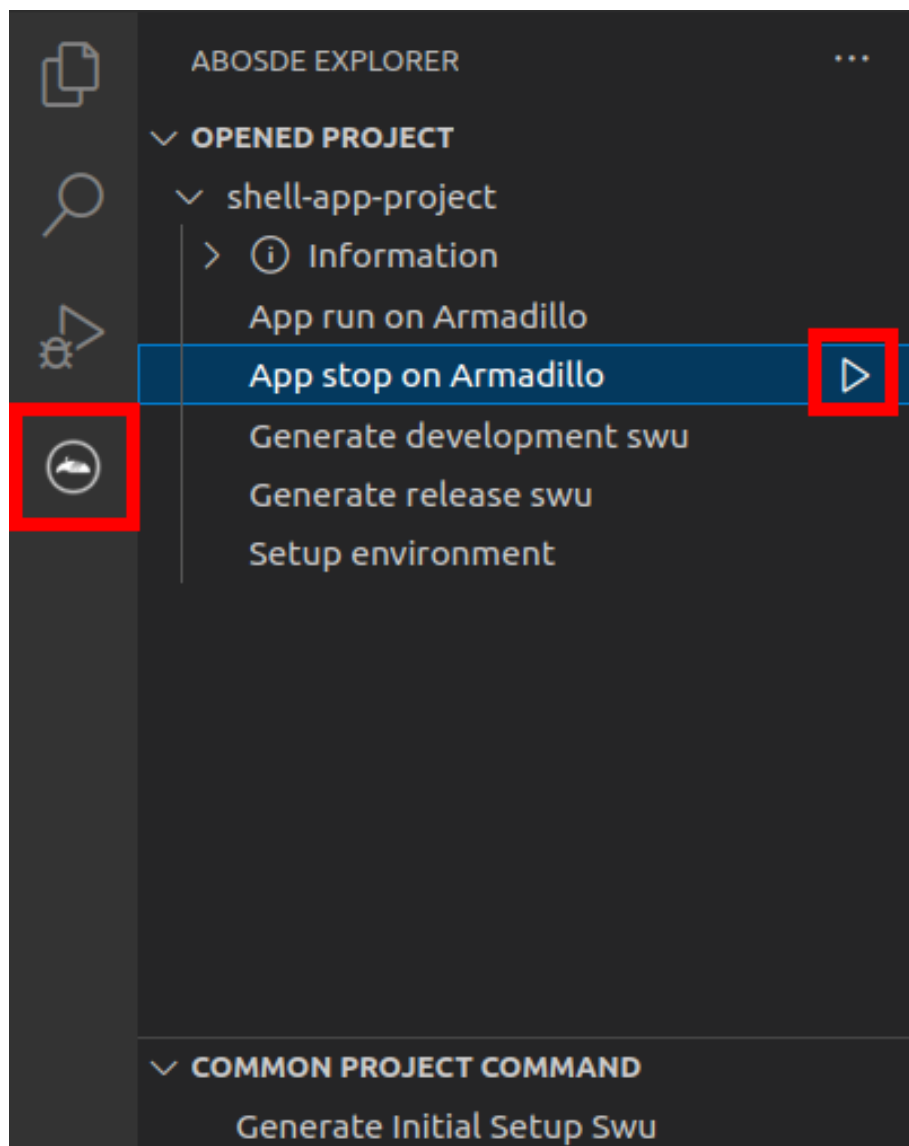 ABOSDE EXPLORER
OPENED PROJECT
shell-app-project
Information
App run on Armadillo
App stop on Armadillo
Generate development swu
Generate release swu
Setup environment
COMMON PROJECT COMMAND
Generate Initial Setup Swu